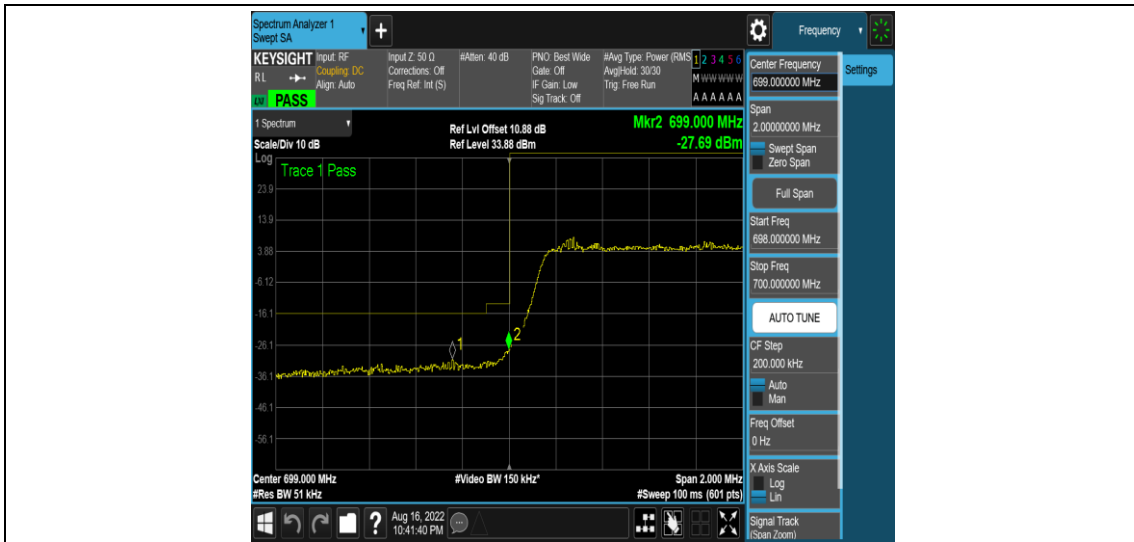 Spectrum Analyzer 1
Swept SA
Frequency
KEYSIGHT
RL
PASS
Input: RF
Coupling: DC
Align: Auto
Input Z: 50 Ω
Corrections: Off
Freq Ref: Int (S)
#Atten: 40 dB
PNO: Best Wide
Gate: Off
IF Gain: Low
Sig Track: Off
#Avg Type: Power (RMS
Avg|Hold: 30/30
Trig: Free Run
1 2 3 4 5 6
M W W W W W
A A A A A A
1 Spectrum
Scale/Div 10 dB
Ref Lvl Offset 10.88 dB
Ref Level 33.88 dBm
Mkr2 699.000 MHz
-27.69 dBm
Log
Trace 1 Pass
23.9
13.9
3.88
-6.12
-16.1
-26.1
-36.1
-46.1
-56.1
1
2
Center 699.000 MHz
#Res BW 51 kHz
#Video BW 150 kHz*
Span 2.000 MHz
#Sweep 100 ms (601 pts)
?
Aug 16, 2022
10:41:40 PM
Center Frequency
699.000000 MHz
Settings
Span
2.00000000 MHz
Swept Span
Zero Span
Full Span
Start Freq
698.000000 MHz
Stop Freq
700.000000 MHz
AUTO TUNE
CF Step
200.000 kHz
Auto
Man
Freq Offset
0 Hz
X Axis Scale
Log
Lin
Signal Track
(Span Zoom)